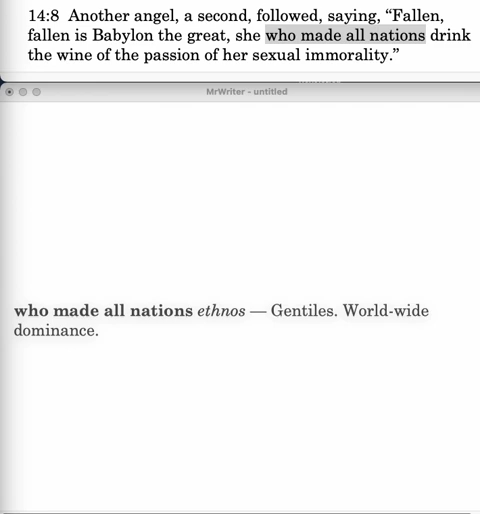 14:8 Another angel, a second, followed, saying, “Fallen,
fallen is Babylon the great, she who made all nations drink
the wine of the passion of her sexual immorality.”
MrWriter - untitled
who made all nations ethnos — Gentiles. World-wide
dominance.